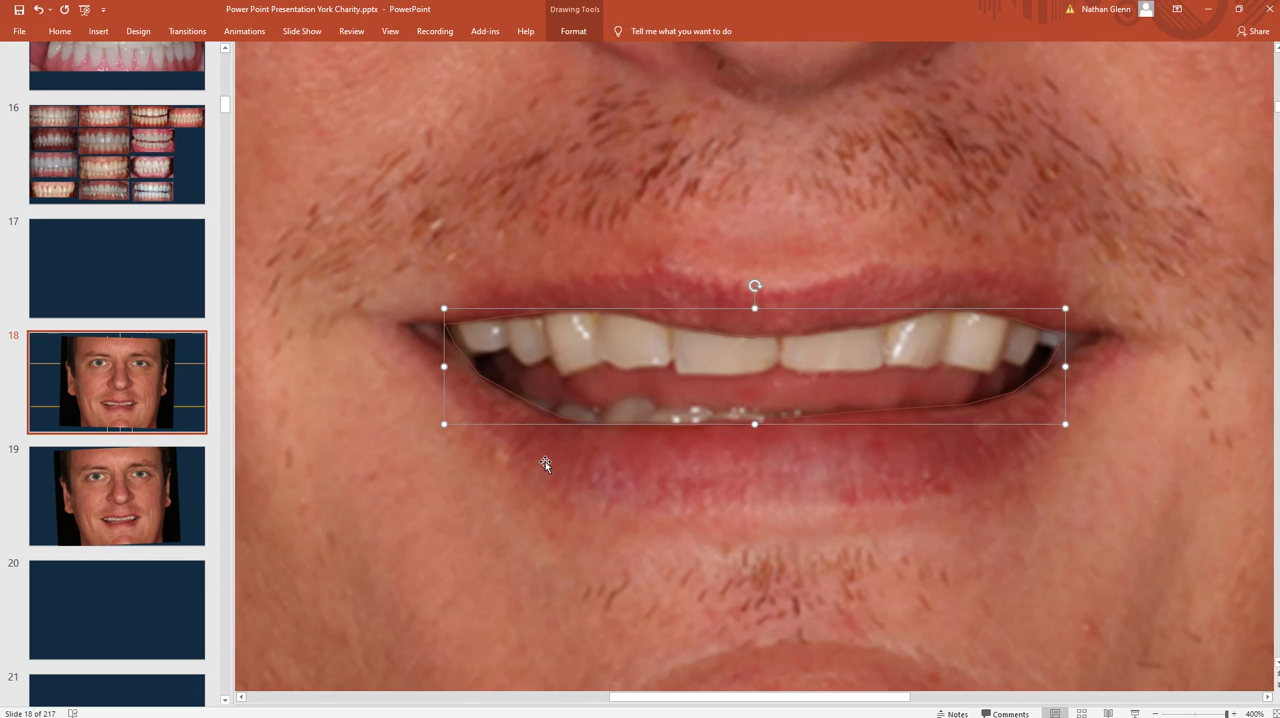 Power Point Presentation York Charity.pptx - PowerPoint
Drawing Tools
Nathan Glenn
File Home Insert Design Transitions Animations Slide Show Review View Recording Add-ins Help Format Tell me what you want to do Share
16
17
18
19
20
21
Slide 18 of 217
Notes Comments 400%